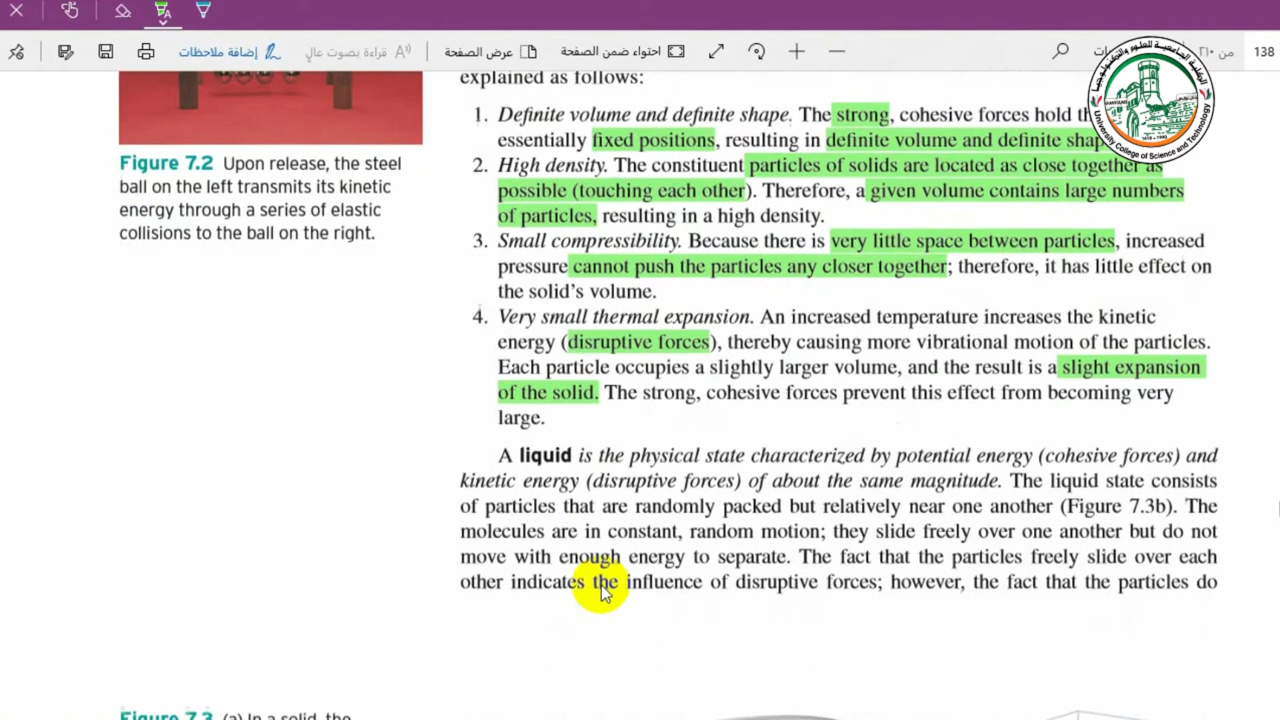 إضافة ملاحظات
قراءة بصوت عالٍ
عرض الصفحة
احتواء ضمن الصفحة
من ٢٦٠
138
explained as follows:
1. Definite volume and definite shape. The strong, cohesive forces hold
essentially fixed positions, resulting in definite volume and definite
2. High density. The constituent particles of solids are located as close together as
possible (touching each other). Therefore, a given volume contains large numbers
of particles, resulting in a high density.
3. Small compressibility. Because there is very little space between particles, increased
pressure cannot push the particles any closer together; therefore, it has little effect on
the solid's volume.
4. Very small thermal expansion. An increased temperature increases the kinetic
energy (disruptive forces), thereby causing more vibrational motion of the particles.
Each particle occupies a slightly larger volume, and the result is a slight expansion
of the solid. The strong, cohesive forces prevent this effect from becoming very
large.
A liquid is the physical state characterized by potential energy (cohesive forces) and
kinetic energy (disruptive forces) of about the same magnitude. The liquid state consists
of particles that are randomly packed but relatively near one another (Figure 7.3b). The
molecules are in constant, random motion; they slide freely over one another but do not
move with enough energy to separate. The fact that the particles freely slide over each
other indicates the influence of disruptive forces; however, the fact that the particles do
Figure 7.2 Upon release, the steel
ball on the left transmits its kinetic
energy through a series of elastic
collisions to the ball on the right.
Figure 7.3 (a) In a solid, the
الكلية الجامعية للعلوم والتكنولوجيا
University College of Science and Technology